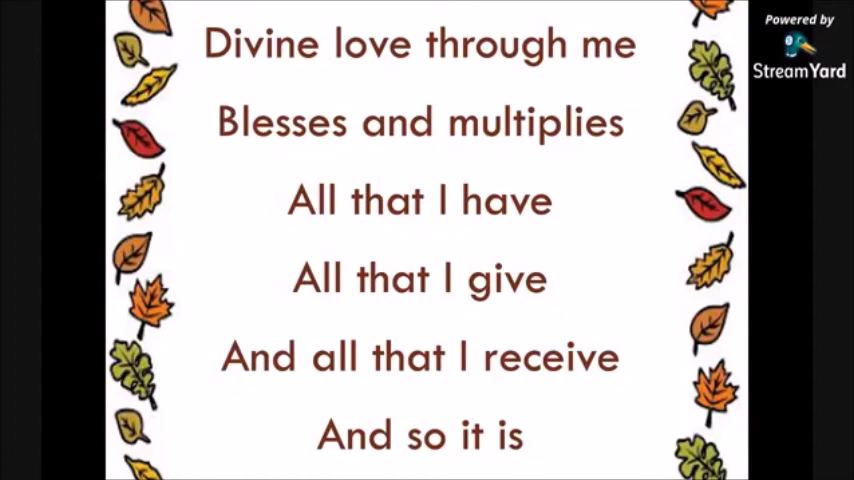 Divine love through me
Blesses and multiplies
All that I have
All that I give
And all that I receive
And so it is
Powered by
StreamYard